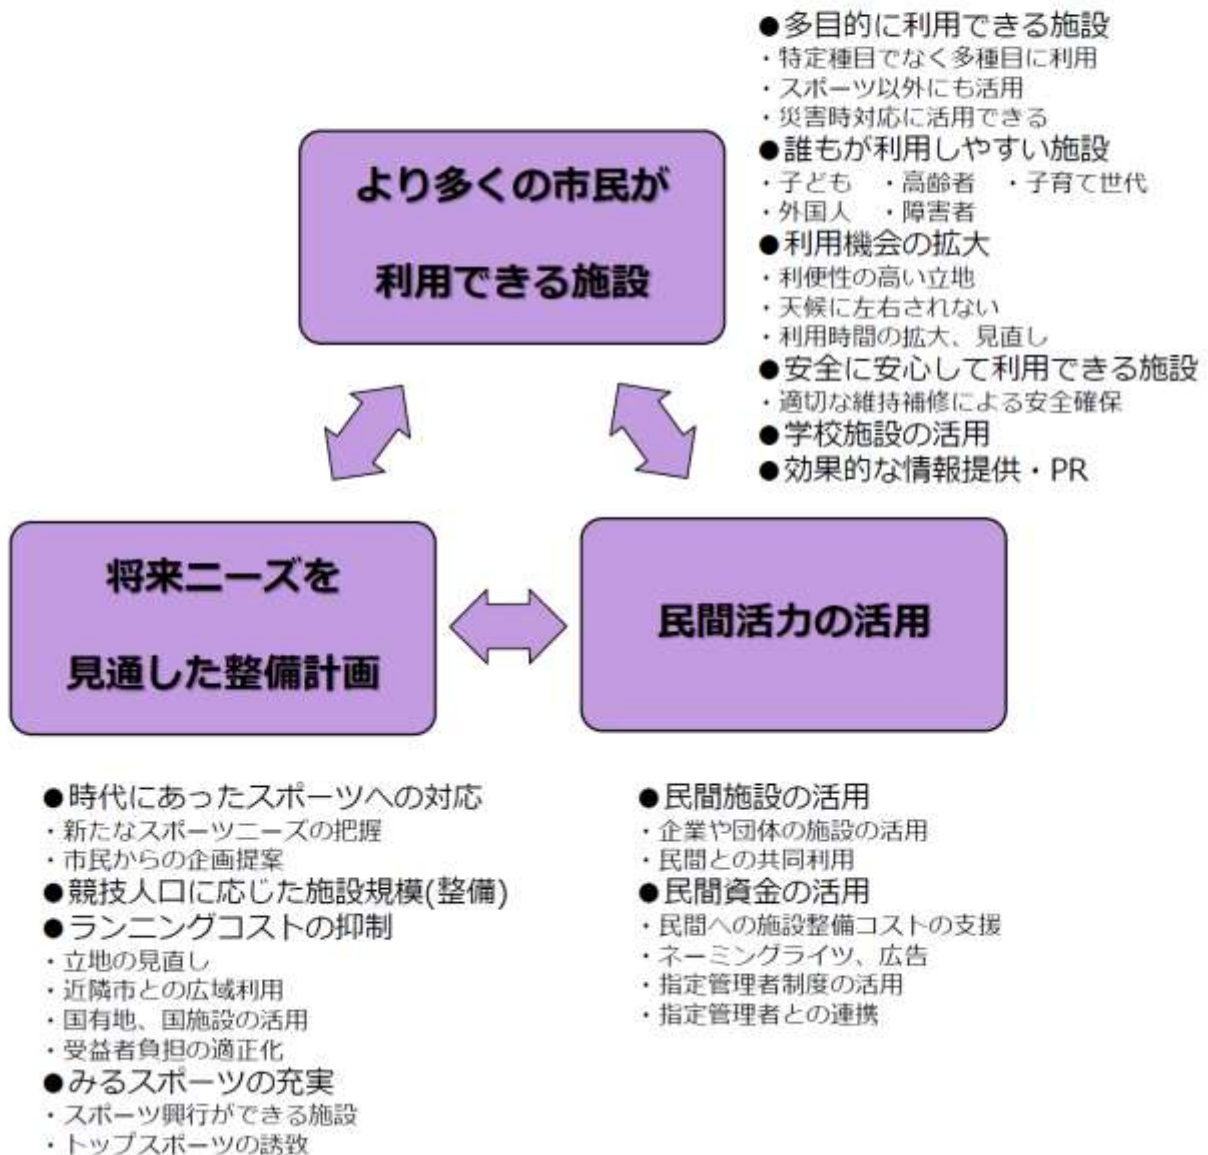 ●多目的に利用できる施設
・特定種目でなく多種目に利用
・スポーツ以外にも活用
・災害時対応に活用できる
●誰もが利用しやすい施設
・子ども ・高齢者 ・子育て世代
・外国人 ・障害者
●利用機会の拡大
・利便性の高い立地
・天候に左右されない
・利用時間の拡大、見直し
●安全に安心して利用できる施設
・適切な維持補修による安全確保
●学校施設の活用
●効果的な情報提供・PR
より多くの市民が
利用できる施設
将来ニーズを
見通した整備計画
民間活力の活用
●時代にあったスポーツへの対応
・新たなスポーツニーズの把握
・市民からの企画提案
●競技人口に応じた施設規模(整備)
●ランニングコストの抑制
・立地の見直し
・近隣市との広域利用
・国有地、国施設の活用
・受益者負担の適正化
●みるスポーツの充実
・スポーツ興行ができる施設
・トップスポーツの誘致
●民間施設の活用
・企業や団体の施設の活用
・民間との共同利用
●民間資金の活用
・民間への施設整備コストの支援
・ネーミングライツ、広告
・指定管理者制度の活用
・指定管理者との連携